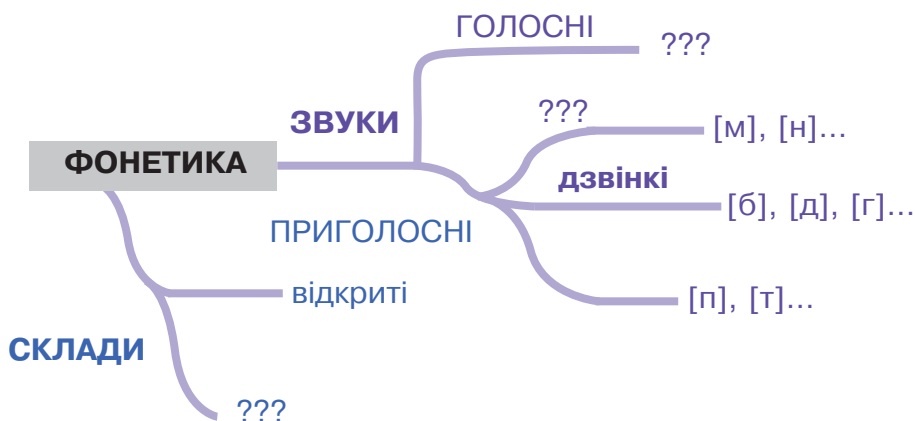 ГОЛОСНІ
???
ЗВУКИ
???
[м], [н]...
ФОНЕТИКА
дзвінкі
[б], [д], [г]...
ПРИГОЛОСНІ
відкриті
[п], [т]...
СКЛАДИ
???